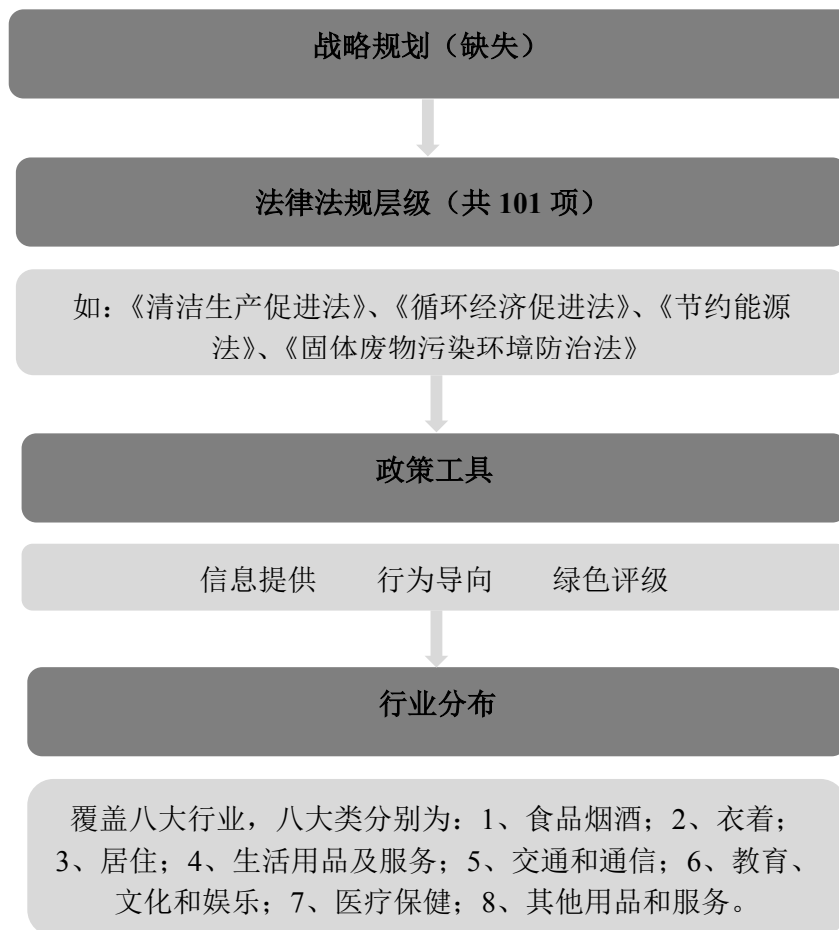 战略规划（缺失）
法律法规层级（共 101 项）
如：《清洁生产促进法》、《循环经济促进法》、《节约能源
法》、《固体废物污染环境防治法》
政策工具
信息提供 行为导向 绿色评级
行业分布
覆盖八大行业，八大类分别为：1、食品烟酒；2、衣着；
3、居住；4、生活用品及服务；5、交通和通信；6、教育、
文化和娱乐；7、医疗保健；8、其他用品和服务。